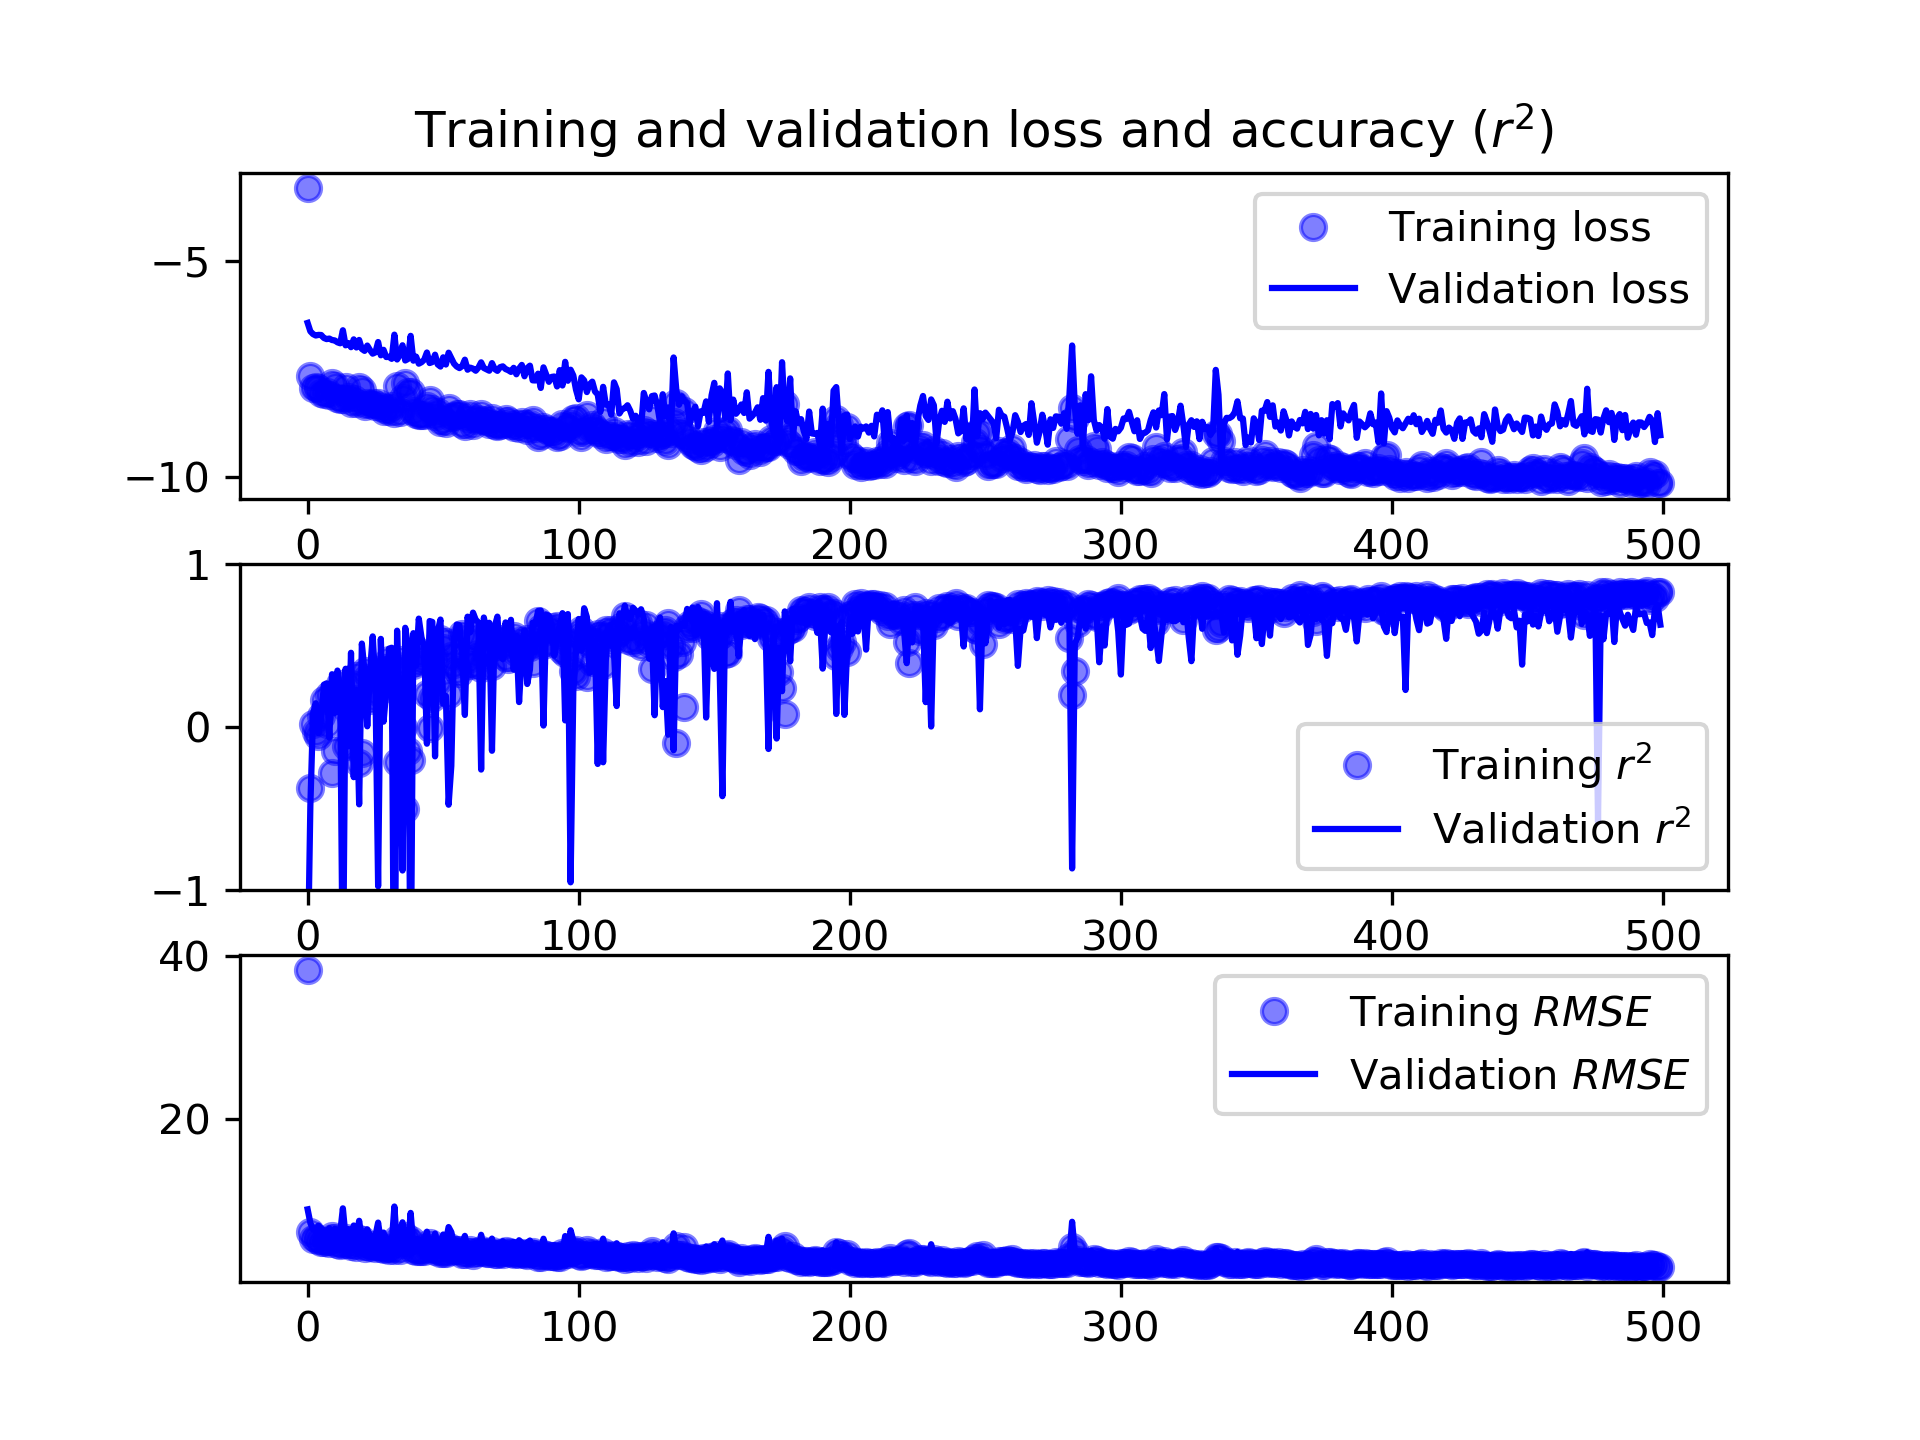 Training and validation loss and accuracy (r²)
Training loss
Validation loss
−5
−10
0 100 200 300 400 500
1
0
−1
Training r²
Validation r²
0 100 200 300 400 500
40
20
Training RMSE
Validation RMSE
0 100 200 300 400 500